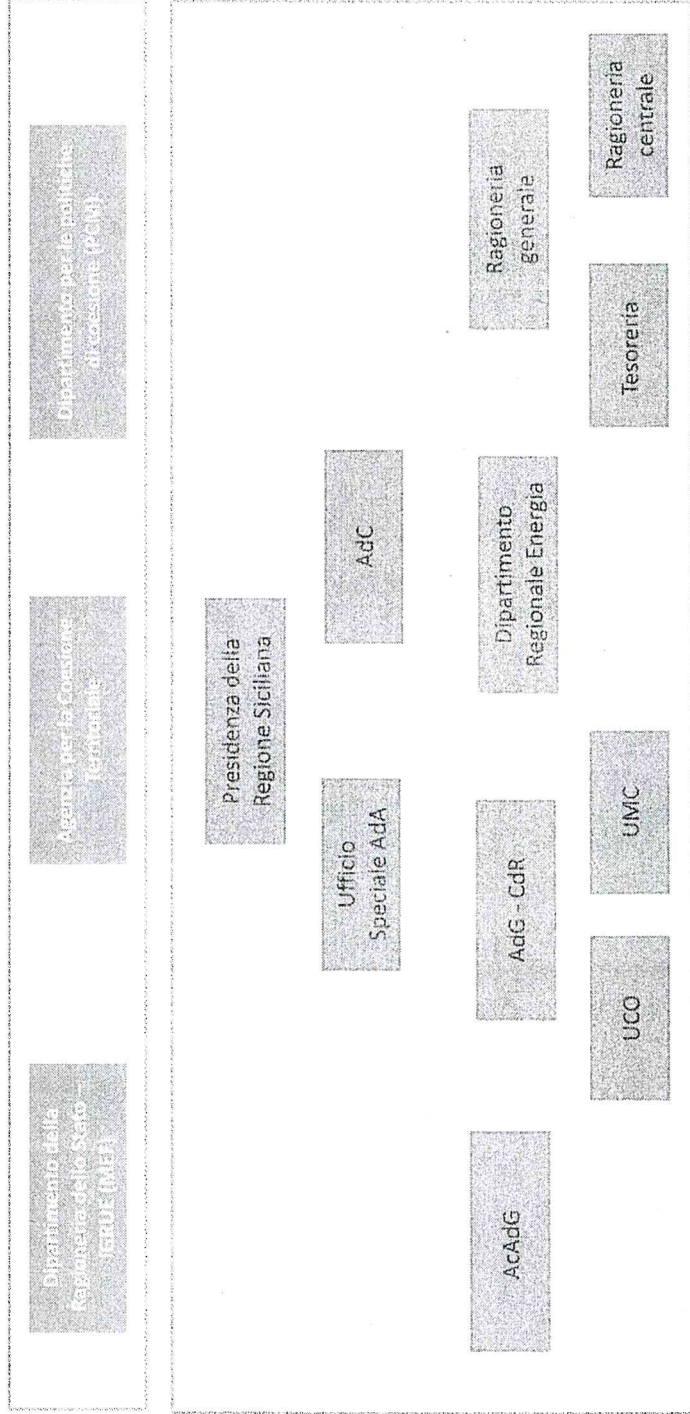 Dipartimento della
Ragioneria dello Stato –
IGRUE (MEF)
Agenzia per la Coesione
Territoriale
Dipartimento per le politiche
di coesione (PCM)
Presidenza della
Regione Siciliana
Ufficio
Speciale AdA
AdC
AcAdG
AdG - CdR
Dipartimento
Regionale Energia
Ragioneria
generale
UCO
UMC
Tesoreria
Ragioneria
centrale